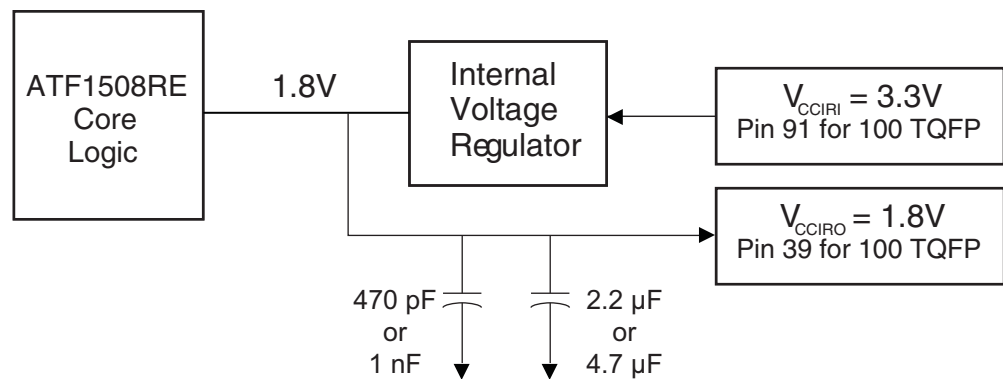 ATF1508RE
Core
Logic
1.8V
Internal
Voltage
Regulator
VCCIRI = 3.3V
Pin 91 for 100 TQFP
VCCIRO = 1.8V
Pin 39 for 100 TQFP
470 pF
or
1 nF
2.2 µF
or
4.7 µF